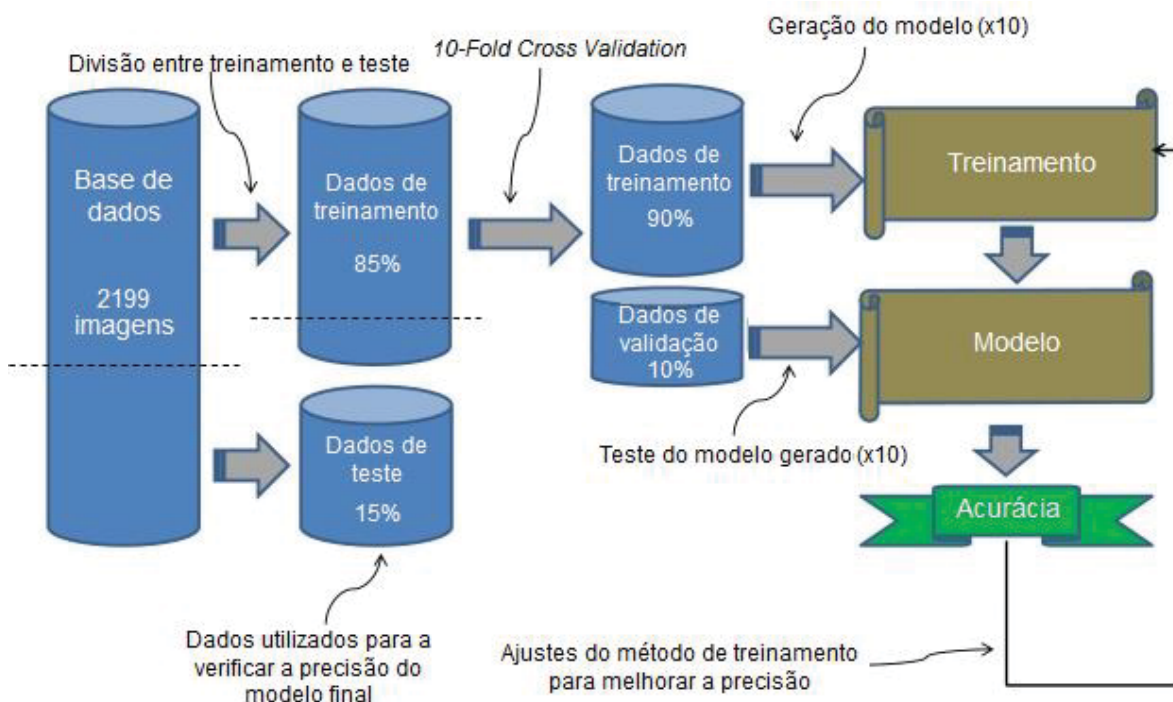 Divisão entre treinamento e teste
10-Fold Cross Validation
Geração do modelo (x10)
Base de
dados
2199
imagens
Dados de
treinamento
85%
Dados de
treinamento
90%
Treinamento
Dados de
validação
10%
Modelo
Dados de
teste
15%
Teste do modelo gerado (x10)
Acurácia
Dados utilizados para a
verificar a precisão do
modelo final
Ajustes do método de treinamento
para melhorar a precisão